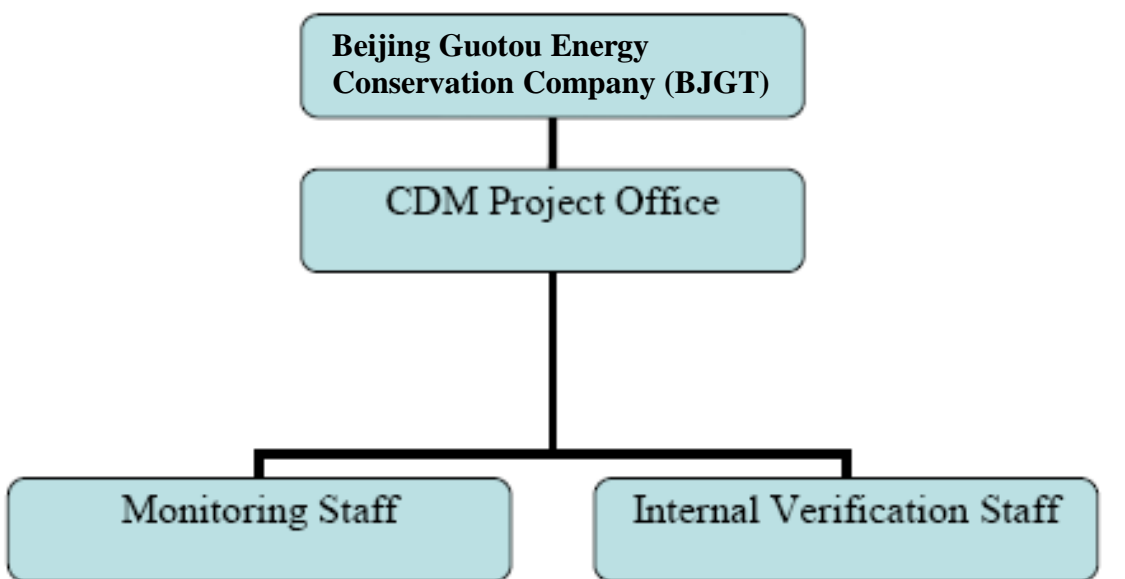 Beijing Guotou Energy
Conservation Company (BJGT)
CDM Project Office
Monitoring Staff
Internal Verification Staff